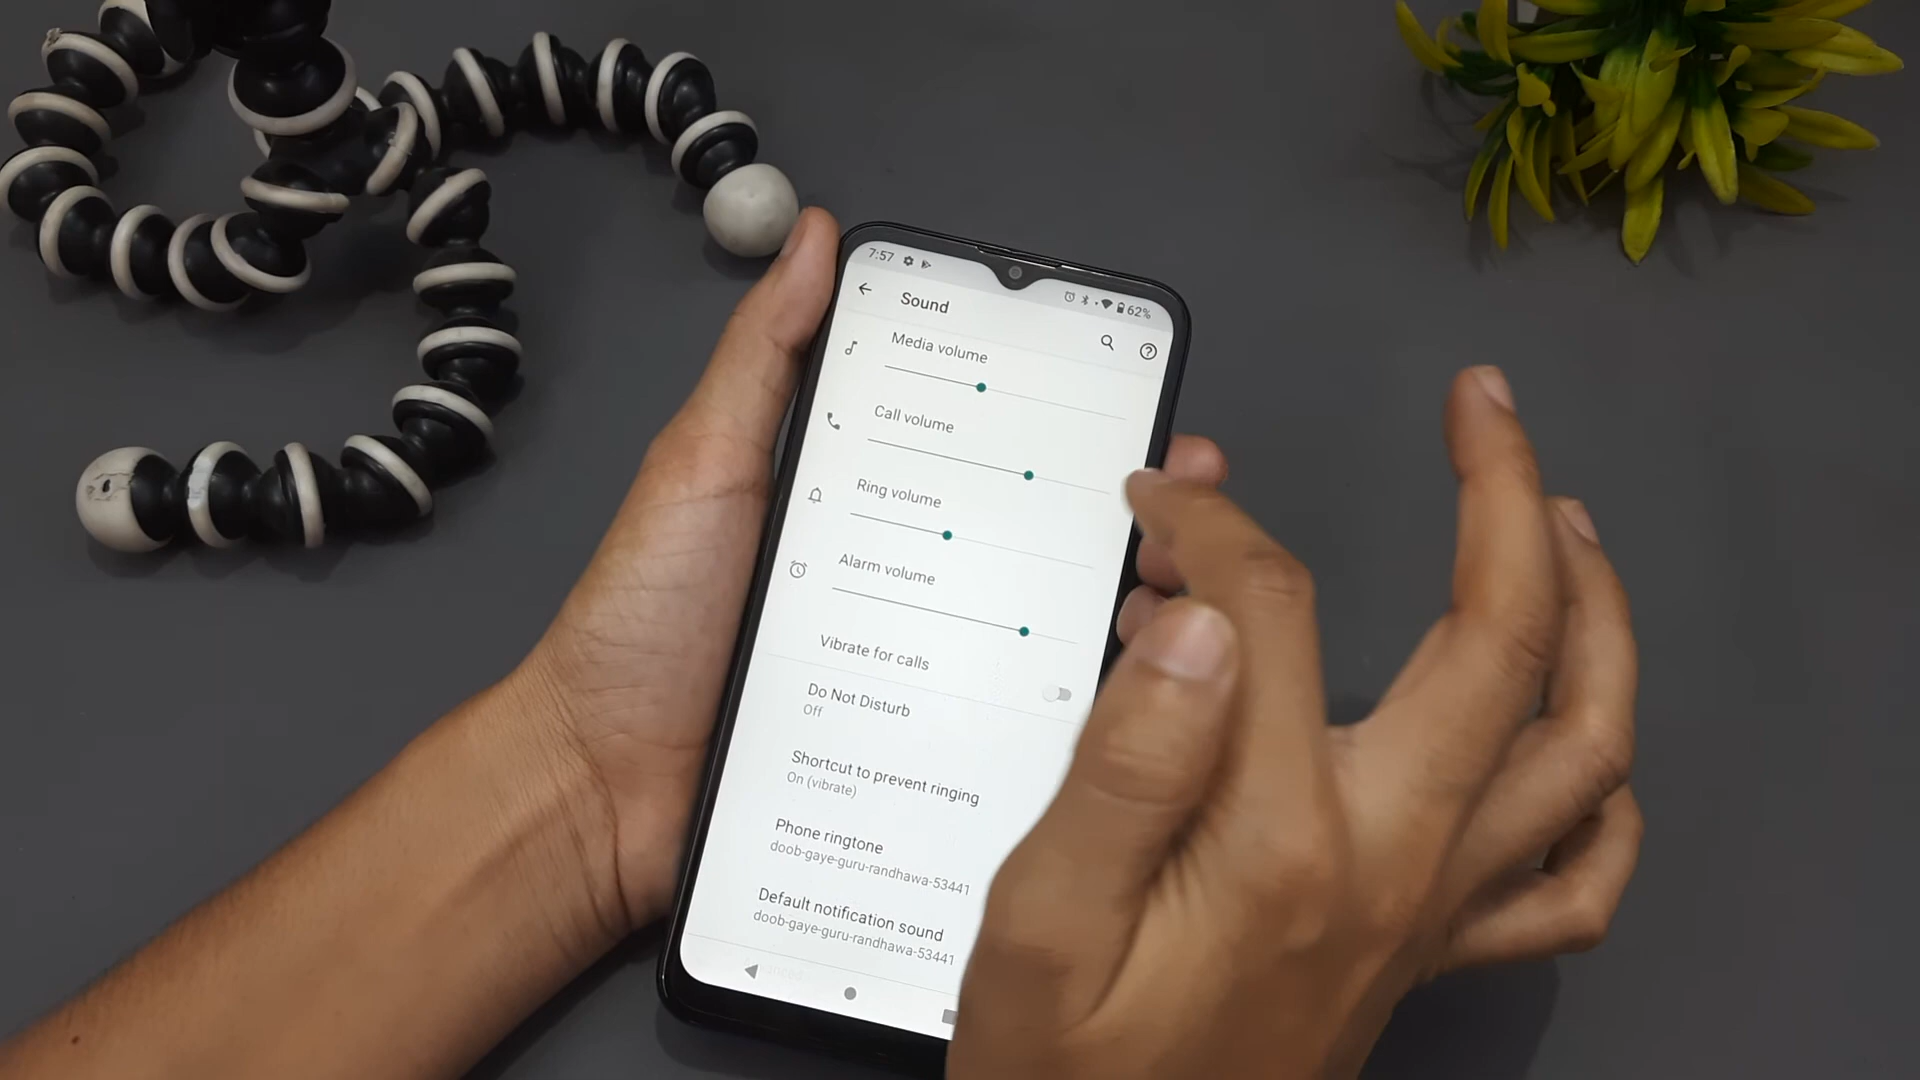 7:57
62%
Sound
Media volume
Call volume
Ring volume
Alarm volume
Vibrate for calls
Do Not Disturb
Off
Shortcut to prevent ringing
On (vibrate)
Phone ringtone
doob-gaye-guru-randhawa-53441
Default notification sound
doob-gaye-guru-randhawa-53441